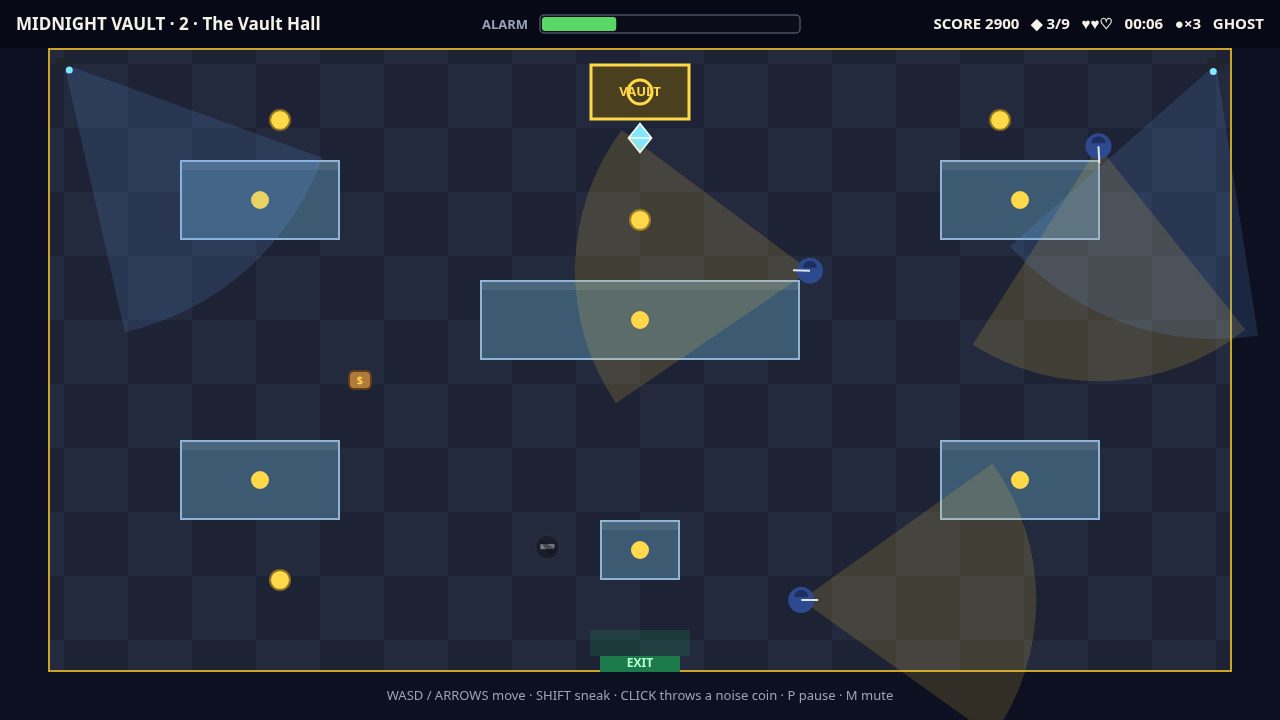 MIDNIGHT VAULT · 2 · The Vault Hall
ALARM
SCORE 2900 ◆ 3/9 ♥♥♡ 00:06 ●×3 GHOST
VAULT
$
EXIT
WASD / ARROWS move · SHIFT sneak · CLICK throws a noise coin · P pause · M mute